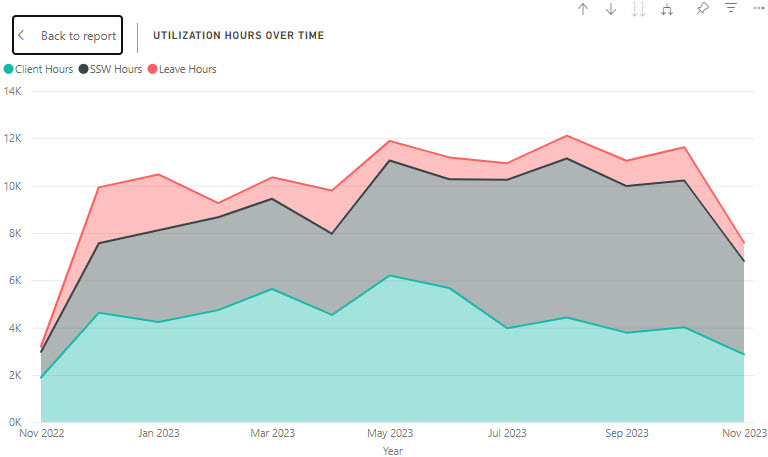 Back to report
UTILIZATION HOURS OVER TIME
Client Hours SSW Hours Leave Hours
14K
12K
10K
8K
6K
4K
2K
0K
Nov 2022 Jan 2023 Mar 2023 May 2023 Jul 2023 Sep 2023 Nov 2023
Year